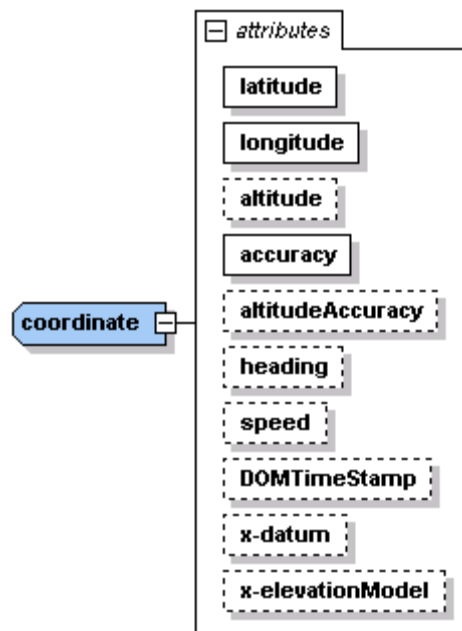 attributes
latitude
longitude
altitude
accuracy
coordinate
altitudeAccuracy
heading
speed
DOMTimeStamp
x-datum
x-elevationModel